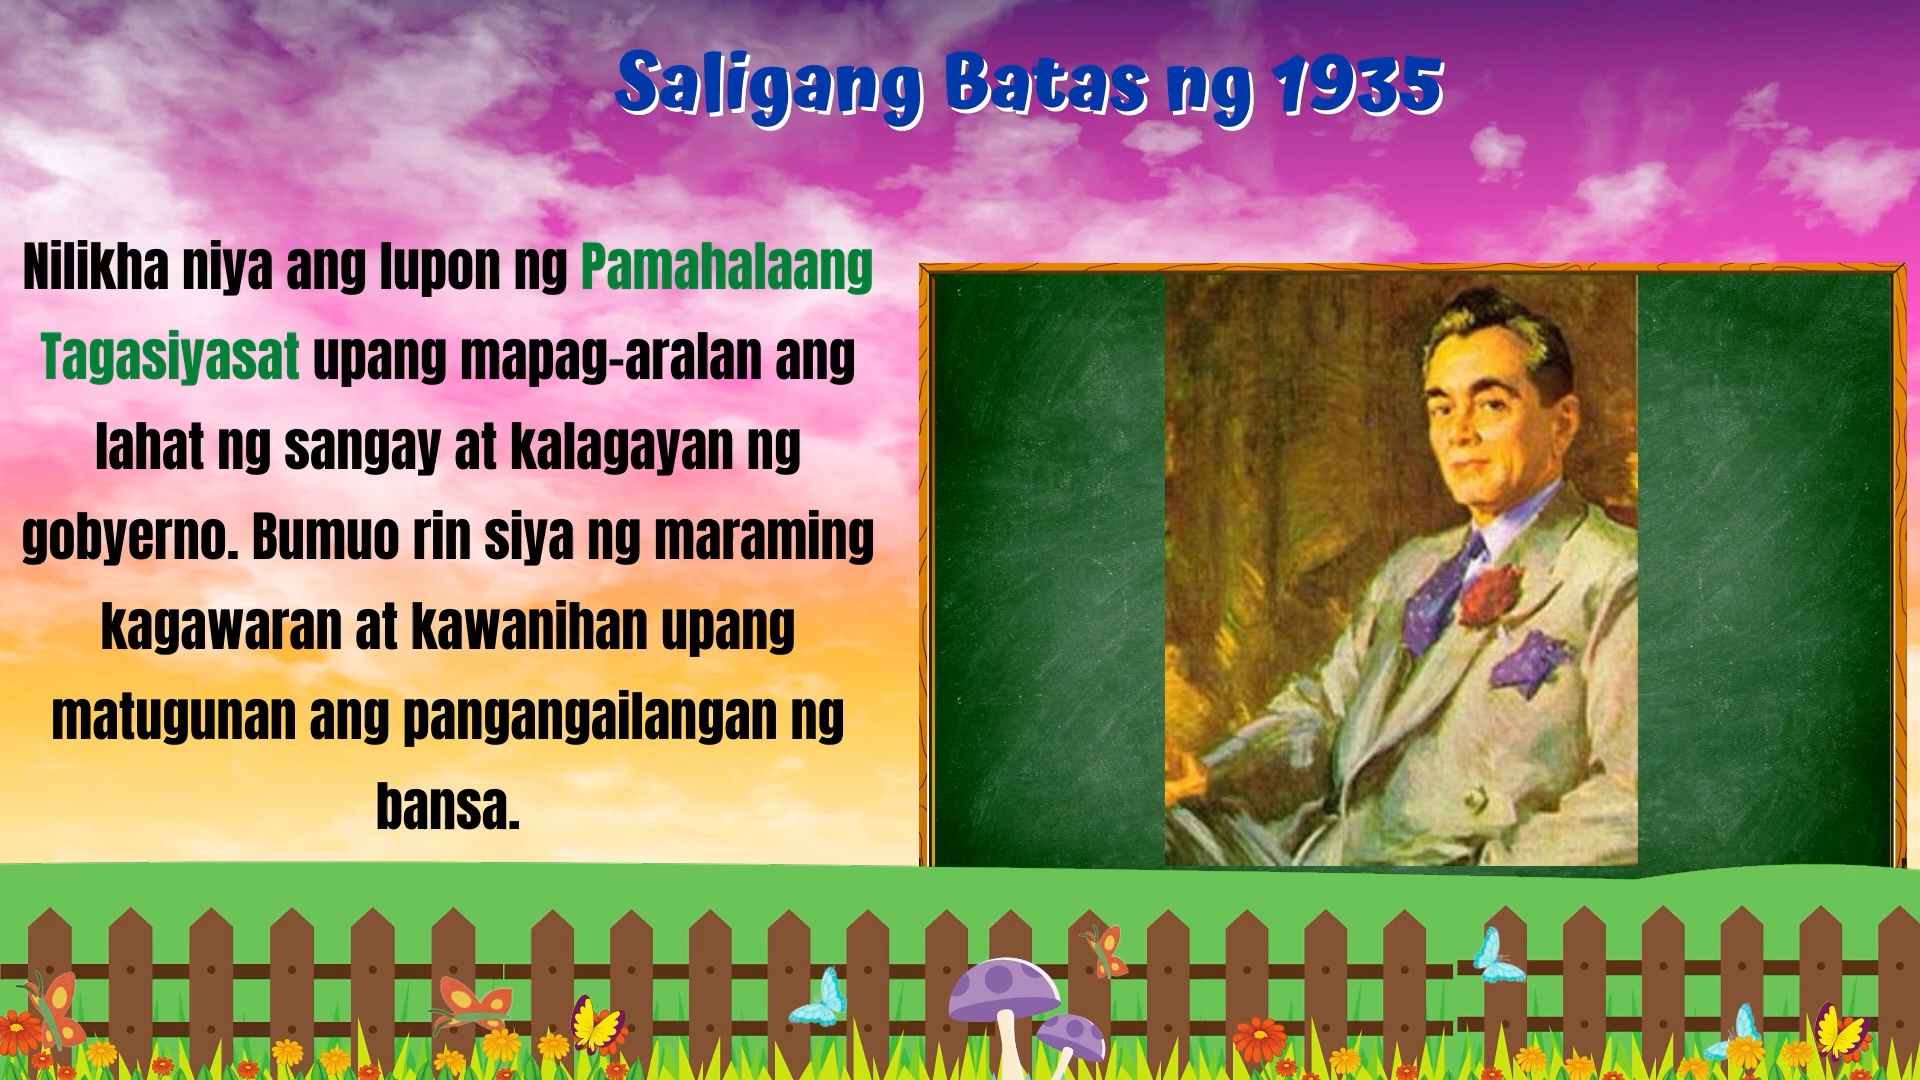 Saligang Batas ng 1935
Nilikha niya ang lupon ng Pamahalaang
Tagasiyasat upang mapag-aralan ang
lahat ng sangay at kalagayan ng
gobyerno. Bumuo rin siya ng maraming
kagawaran at kawanihan upang
matugunan ang pangangailangan ng
bansa.